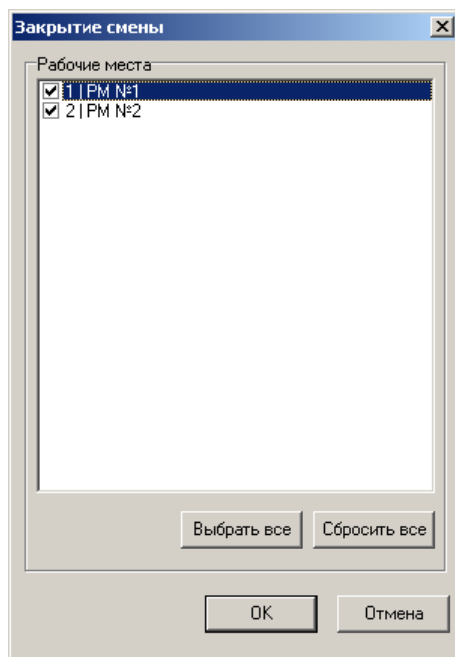 Закрытие смены
Рабочие места
1 | РМ №1
2 | РМ №2
Выбрать все
Сбросить все
OK
Отмена